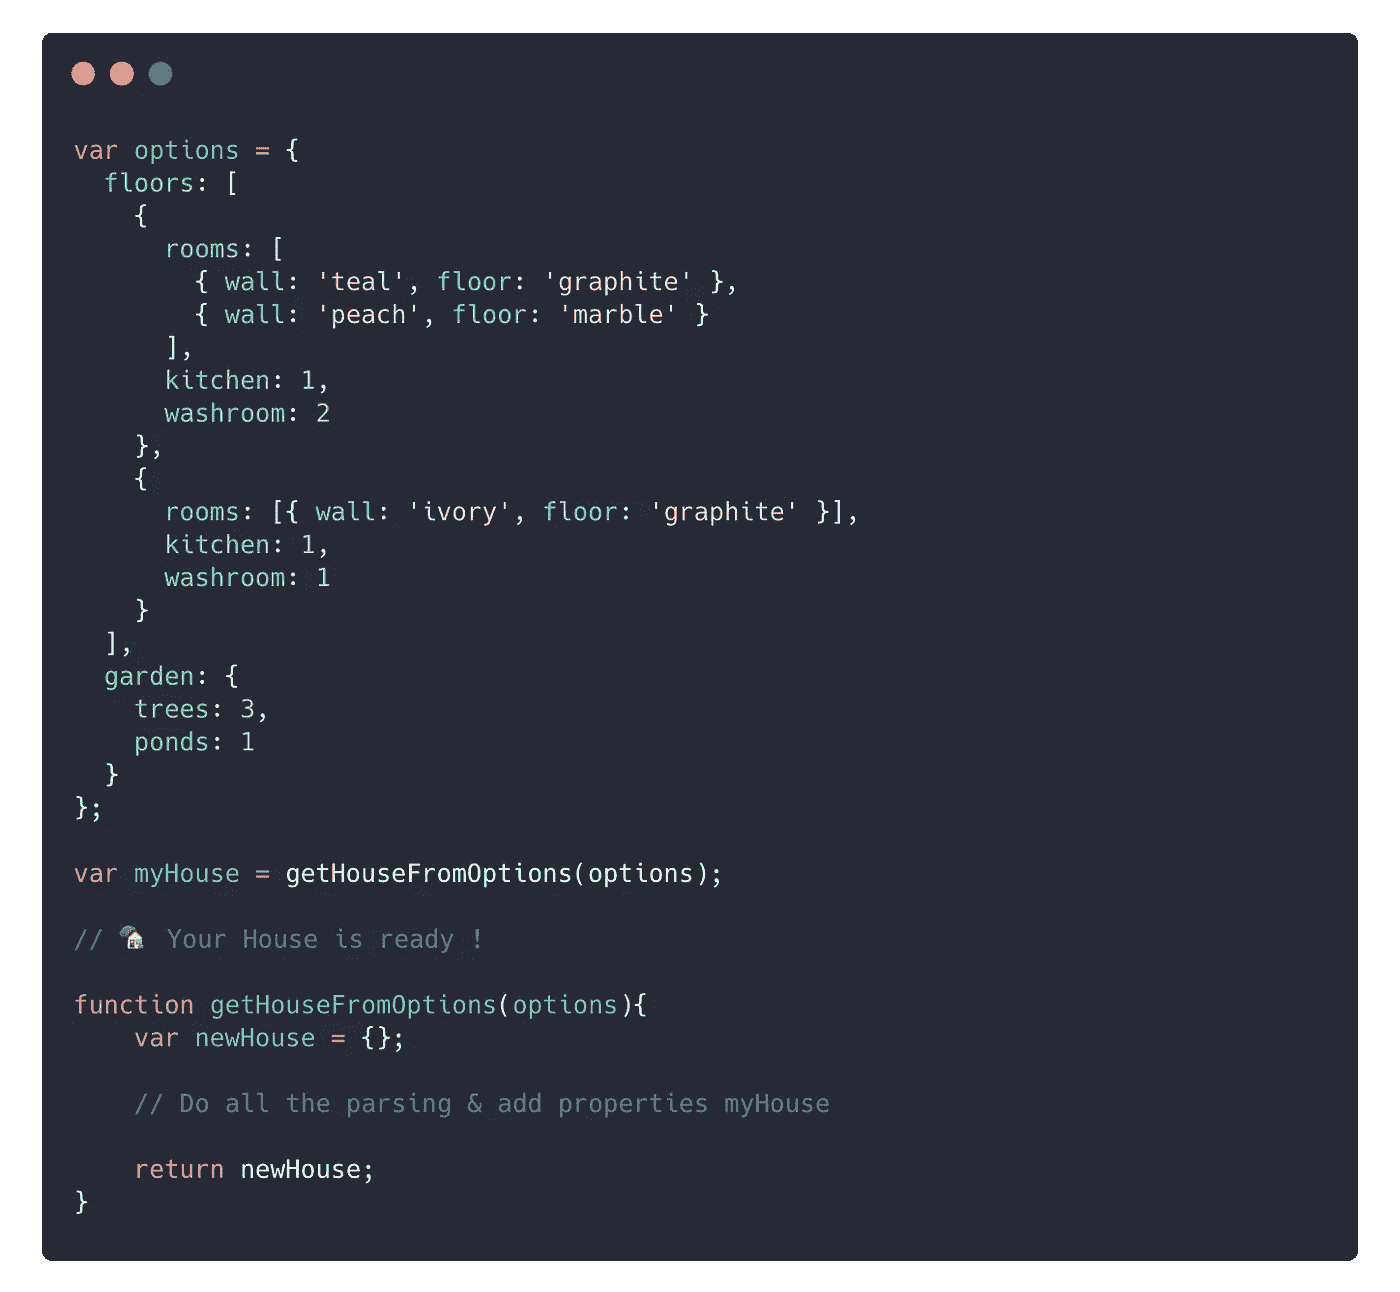 var options = {
  floors: [
    {
      rooms: [
        { wall: 'teal', floor: 'graphite' },
        { wall: 'peach', floor: 'marble' }
      ],
      kitchen: 1,
      washroom: 2
    },
    {
      rooms: [{ wall: 'ivory', floor: 'graphite' }],
      kitchen: 1,
      washroom: 1
    }
  ],
  garden: {
    trees: 3,
    ponds: 1
  }
};

var myHouse = getHouseFromOptions(options);

// 🏡 Your House is ready !

function getHouseFromOptions(options){
    var newHouse = {};

    // Do all the parsing & add properties myHouse

    return newHouse;
}